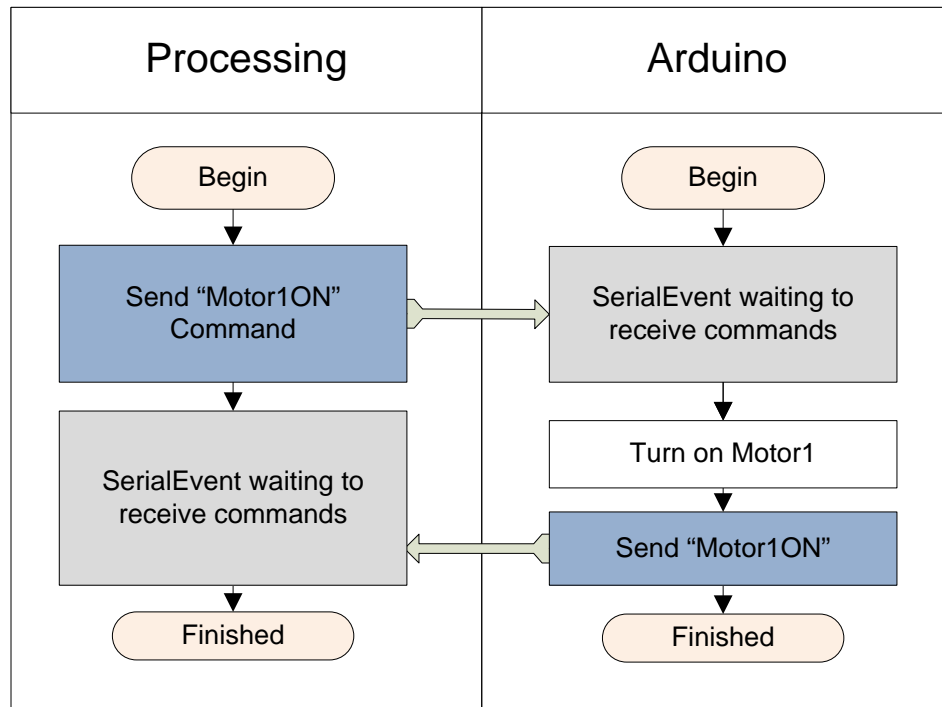 Processing
Arduino
Begin
Begin
Send “Motor1ON”
Command
SerialEvent waiting to
receive commands
SerialEvent waiting to
receive commands
Turn on Motor1
Send “Motor1ON”
Finished
Finished